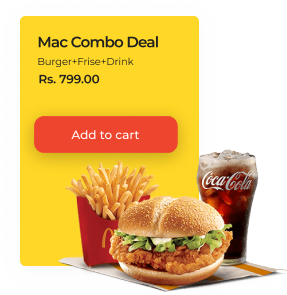 Mac Combo Deal
Burger+Frise+Drink
Rs. 799.00
Add to cart
Coca-Cola